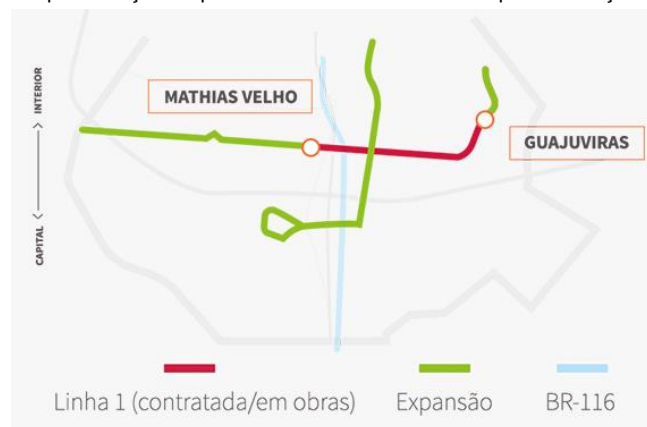 INTERIOR
MATHIAS VELHO
GUAJUVIRAS
CAPITAL
Linha 1 (contratada/em obras)
Expansão
BR-116